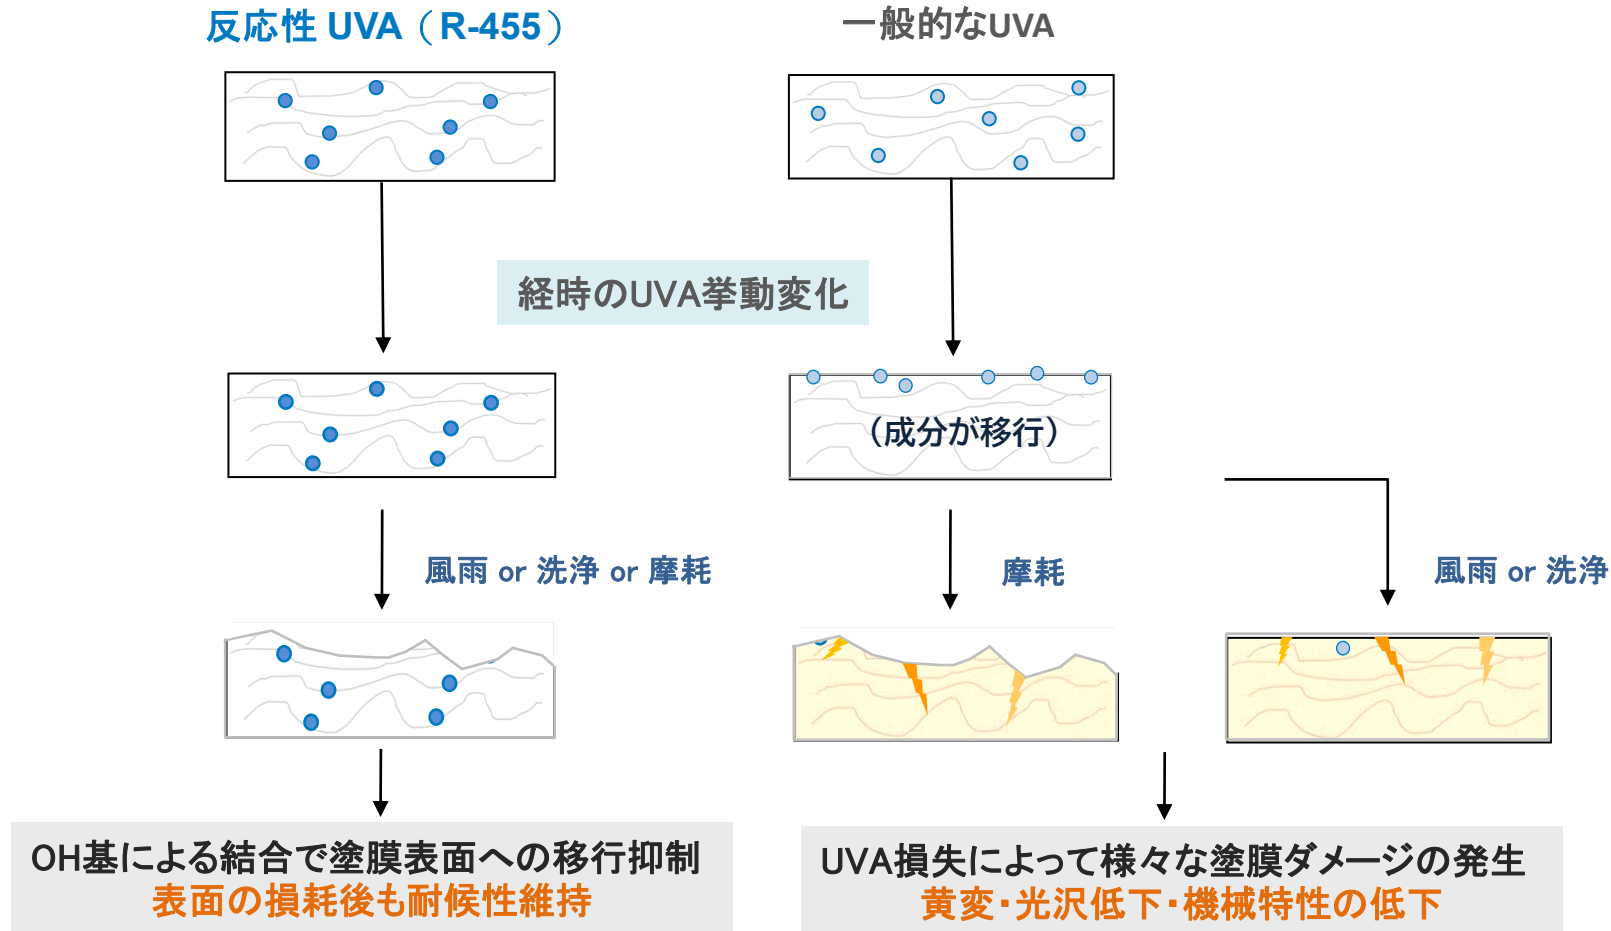 反応性 UVA（R-455）
一般的なUVA
経時のUVA挙動変化
（成分が移行）
風雨 or 洗浄 or 摩耗
摩耗
風雨 or 洗浄
OH基による結合で塗膜表面への移行抑制
表面の損耗後も耐候性維持
UVA損失によって様々な塗膜ダメージの発生
黄変・光沢低下・機械特性の低下